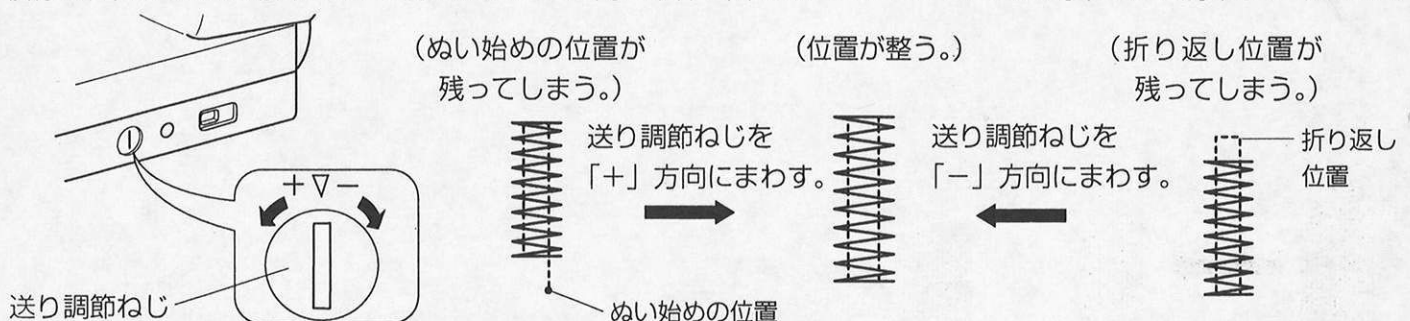 （ぬい始めの位置が
残ってしまう。）
（位置が整う。）
（折り返し位置が
残ってしまう。）
送り調節ねじを
「＋」方向にまわす。
送り調節ねじを
「－」方向にまわす。
折り返し
位置
＋ ▽ －
送り調節ねじ
ぬい始めの位置